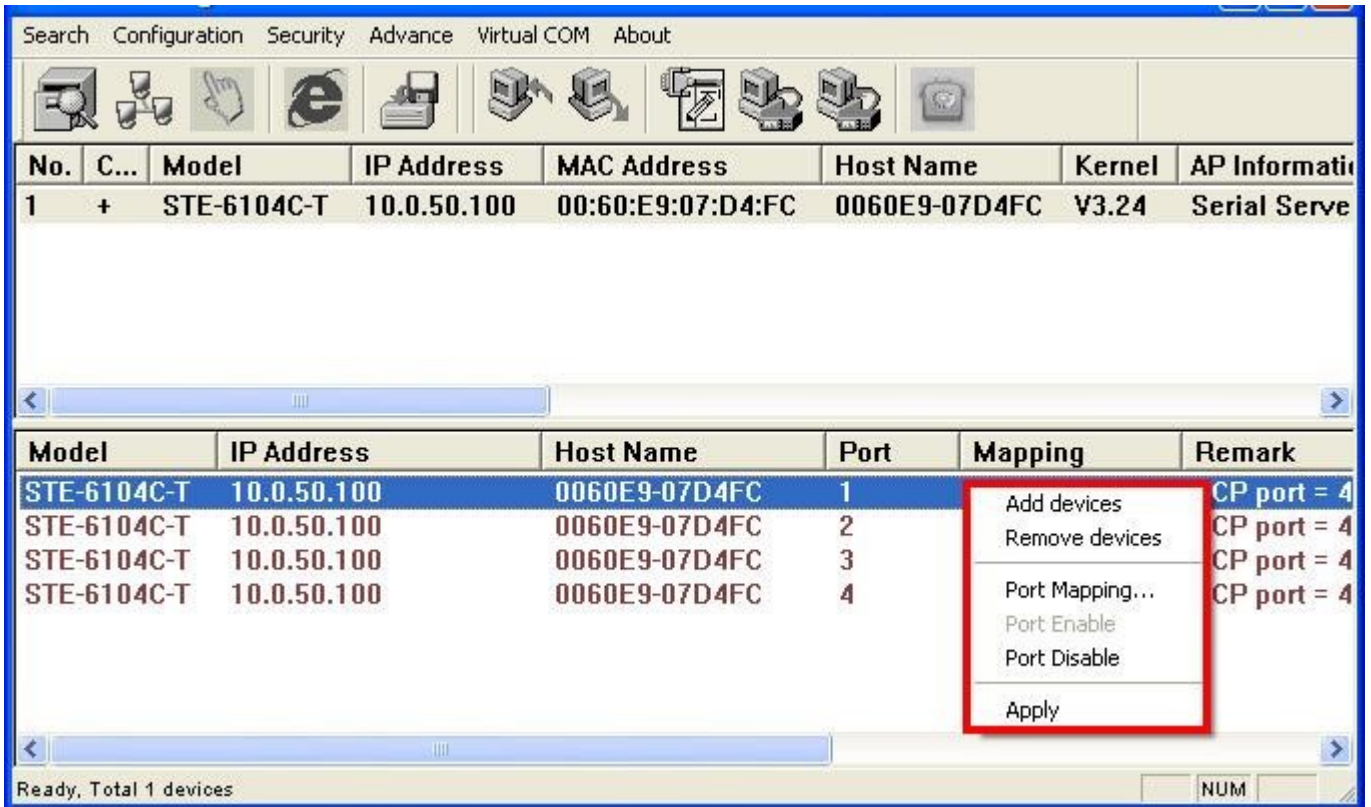 Search Configuration Security Advance Virtual COM About
No. C... Model IP Address MAC Address Host Name Kernel AP Informati
1 + STE-6104C-T 10.0.50.100 00:60:E9:07:D4:FC 0060E9-07D4FC V3.24 Serial Serve
Model IP Address Host Name Port Mapping Remark
STE-6104C-T 10.0.50.100 0060E9-07D4FC 1 CP port = 4
STE-6104C-T 10.0.50.100 0060E9-07D4FC 2 CP port = 4
STE-6104C-T 10.0.50.100 0060E9-07D4FC 3 CP port = 4
STE-6104C-T 10.0.50.100 0060E9-07D4FC 4 CP port = 4
Add devices
Remove devices
Port Mapping...
Port Enable
Port Disable
Apply
Ready, Total 1 devices NUM